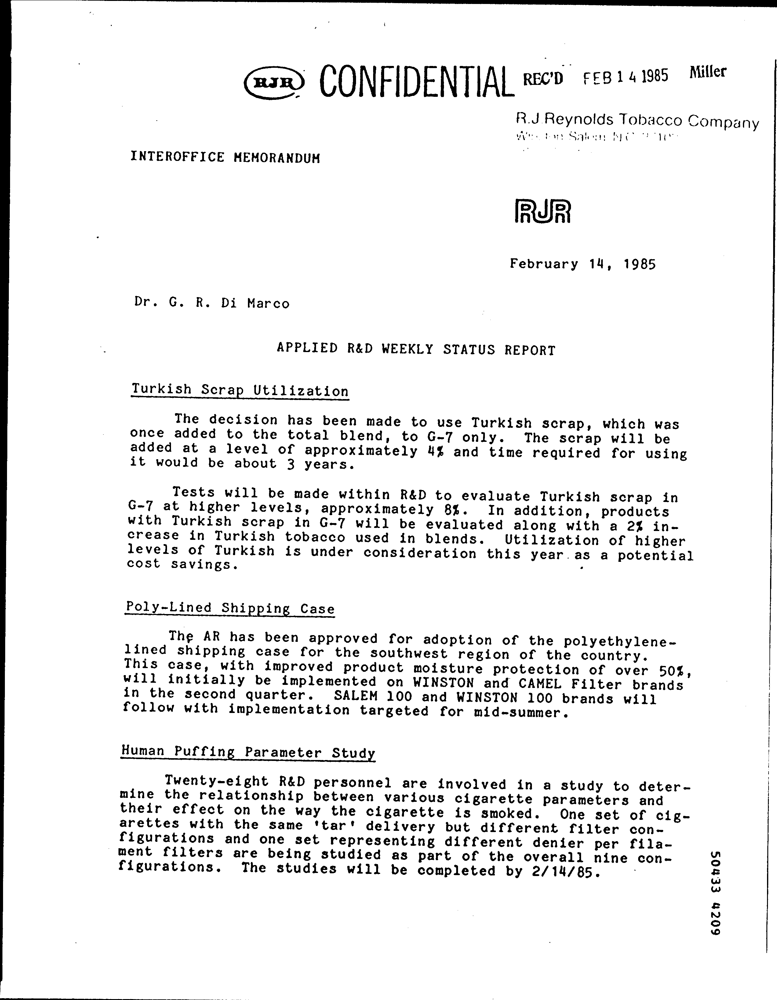 RJR CONFIDENTIAL REC'D FEB 14 1985 Miller
R.J.Reynolds Tobacco Company
Salem
INTEROFFICE MEMORANDUM
RJR
February 14, 1985
Dr. G. R. Di Marco
APPLIED R&D WEEKLY STATUS REPORT
Turkish Scrap Utilization
The decision has been made to use Turkish scrap, which was
once added to the total blend, to G-7 only. The scrap will be
added at a level of approximately 4% and time required for using
it would be about 3 years.
Tests will be made within R&D to evaluate Turkish scrap in
G-7 at higher levels, approximately 8%. In addition, products
with Turkish scrap in G-7 will be evaluated along with a 2% in-
crease in Turkish tobacco used in blends. Utilization of higher
levels of Turkish is under consideration this year as a potential
cost savings.
Poly-Lined Shipping Case
The AR has been approved for adoption of the polyethylene-
lined shipping case for the southwest region of the country.
This case, with improved product moisture protection of over 50%,
will initially be implemented on WINSTON and CAMEL Filter brands
in the second quarter. SALEM 100 and WINSTON 100 brands will
follow with implementation targeted for mid-summer.
Human Puffing Parameter Study
Twenty-eight R&D personnel are involved in a study to deter-
mine the relationship between various cigarette parameters and
their effect on the way the cigarette is smoked. One set of cig-
arettes with the same 'tar' delivery but different filter con-
figurations and one set representing different denier per fila-
ment filters are being studied as part of the overall nine con-
figurations. The studies will be completed by 2/14/85.
50433 4209